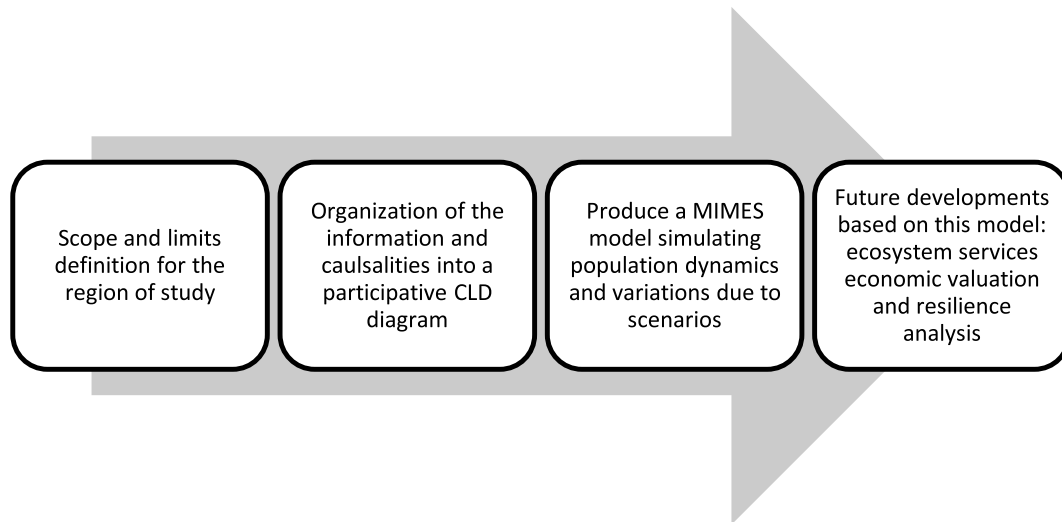 Scope and limits
definition for the
region of study
Organization of the
information and
caulsalities into a
participative CLD
diagram
Produce a MIMES
model simulating
population dynamics
and variations due to
scenarios
Future developments
based on this model:
ecosystem services
economic valuation
and resilience
analysis